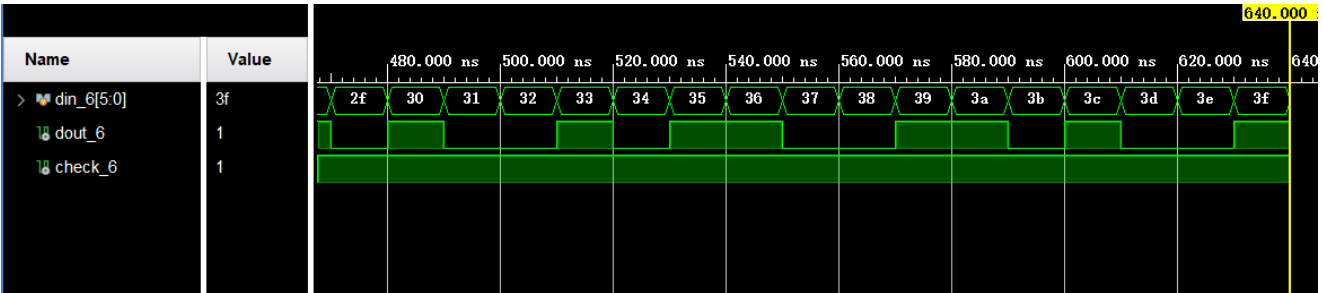 640.000
Name Value 480.000 ns 500.000 ns 520.000 ns 540.000 ns 560.000 ns 580.000 ns 600.000 ns 620.000 ns 640
din_6[5:0] 3f 2f 30 31 32 33 34 35 36 37 38 39 3a 3b 3c 3d 3e 3f
dout_6 1
check_6 1